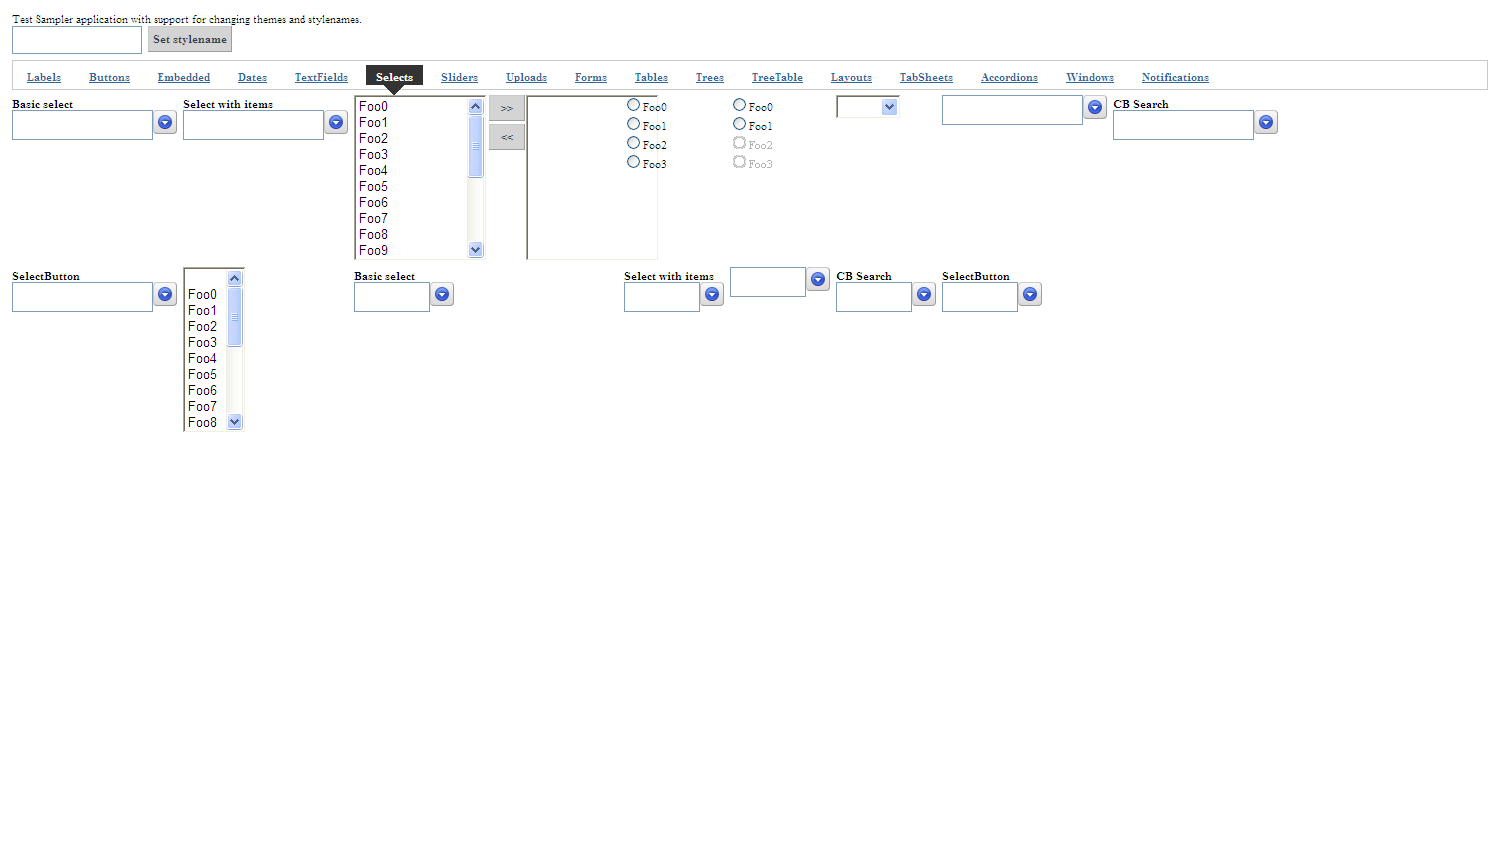 Test Sampler application with support for changing themes and stylenames.
Set stylename
Labels Buttons Embedded Dates TextFields Selects Sliders Uploads Forms Tables Trees TreeTable Layouts TabSheets Accordions Windows Notifications
Basic select
Select with items
Foo0
Foo1
Foo2
Foo3
Foo4
Foo5
Foo6
Foo7
Foo8
Foo9
>>
<<
Foo0
Foo1
Foo2
Foo3
Foo0
Foo1
Foo2
Foo3
CB Search
SelectButton
Foo0
Foo1
Foo2
Foo3
Foo4
Foo5
Foo6
Foo7
Foo8
Basic select
Select with items
CB Search
SelectButton